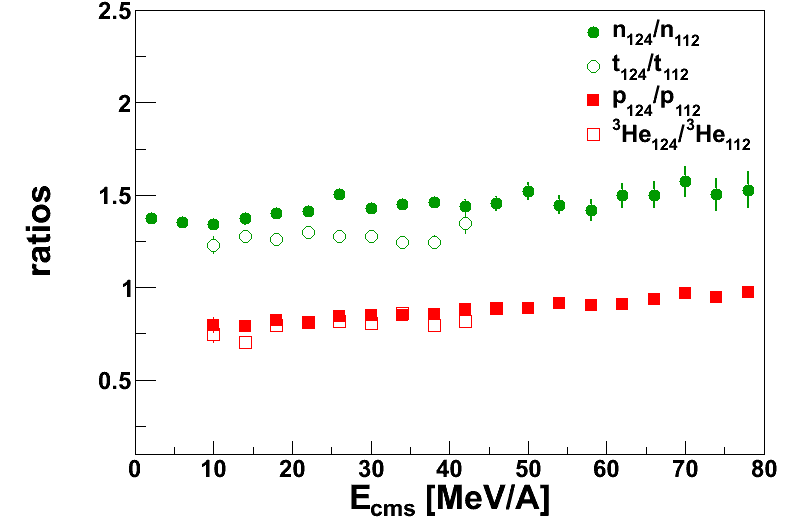 2.5
2
1.5
1
0.5
ratios
n124/n112
t124/t112
p124/p112
3He124/3He112
0 10 20 30 40 50 60 70 80
Ecms [MeV/A]